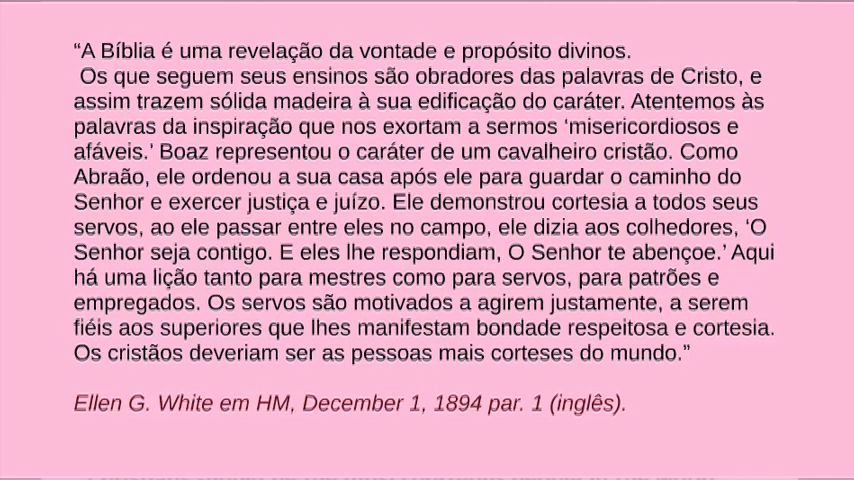 “A Bíblia é uma revelação da vontade e propósito divinos.
Os que seguem seus ensinos são obradores das palavras de Cristo, e
assim trazem sólida madeira à sua edificação do caráter. Atentemos às
palavras da inspiração que nos exortam a sermos ‘misericordiosos e
afáveis.’ Boaz representou o caráter de um cavalheiro cristão. Como
Abraão, ele ordenou a sua casa após ele para guardar o caminho do
Senhor e exercer justiça e juízo. Ele demonstrou cortesia a todos seus
servos, ao ele passar entre eles no campo, ele dizia aos colhedores, ‘O
Senhor seja contigo. E eles lhe respondiam, O Senhor te abençoe.’ Aqui
há uma lição tanto para mestres como para servos, para patrões e
empregados. Os servos são motivados a agirem justamente, a serem
fiéis aos superiores que lhes manifestam bondade respeitosa e cortesia.
Os cristãos deveriam ser as pessoas mais corteses do mundo.”
Ellen G. White em HM, December 1, 1894 par. 1 (inglês).